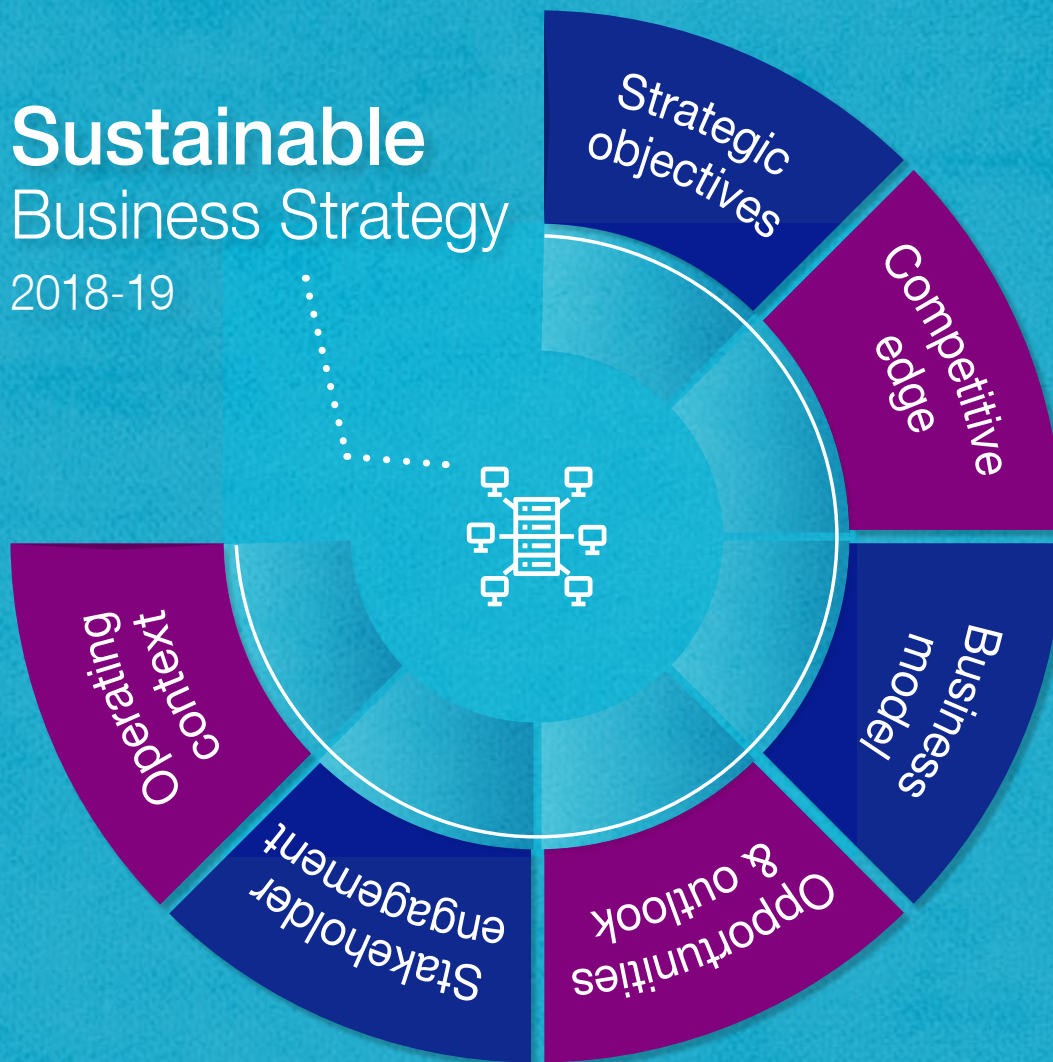 Sustainable
Business Strategy
2018-19
Strategic
objectives
Competitive
edge
Business
model
Opportunities
& outlook
Stakeholder
engagement
Operating
context